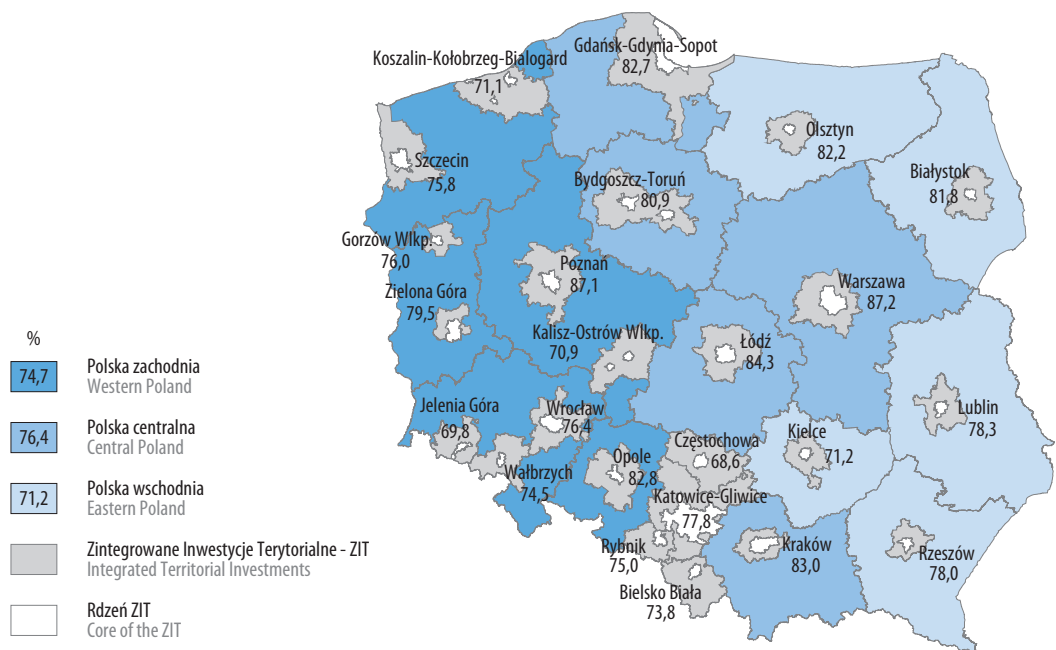 Gdańsk-Gdynia-Sopot
82,7
Koszalin-Kołobrzeg-Bialogard
71,1
Olsztyn
82,2
Szczecin
75,8
Białystok
81,8
Bydgoszcz-Toruń
80,9
Gorzów Wlkp.
76,0
Poznań
87,1
Warszawa
87,2
Zielona Góra
79,5
Kalisz-Ostrów Wlkp.
70,9
Łódź
84,3
%
74,7
Polska zachodnia
Western Poland
76,4
Polska centralna
Central Poland
71,2
Polska wschodnia
Eastern Poland
Zintegrowane Inwestycje Terytorialne - ZIT
Integrated Territorial Investments
Rdzeń ZIT
Core of the ZIT
Jelenia Góra
69,8
Wrocław
76,4
Lublin
78,3
Częstochowa
68,6
Kielce
71,2
Wałbrzych
74,5
Opole
82,8
Katowice-Gliwice
77,8
Rybnik
75,0
Kraków
83,0
Rzeszów
78,0
Bielsko Biała
73,8